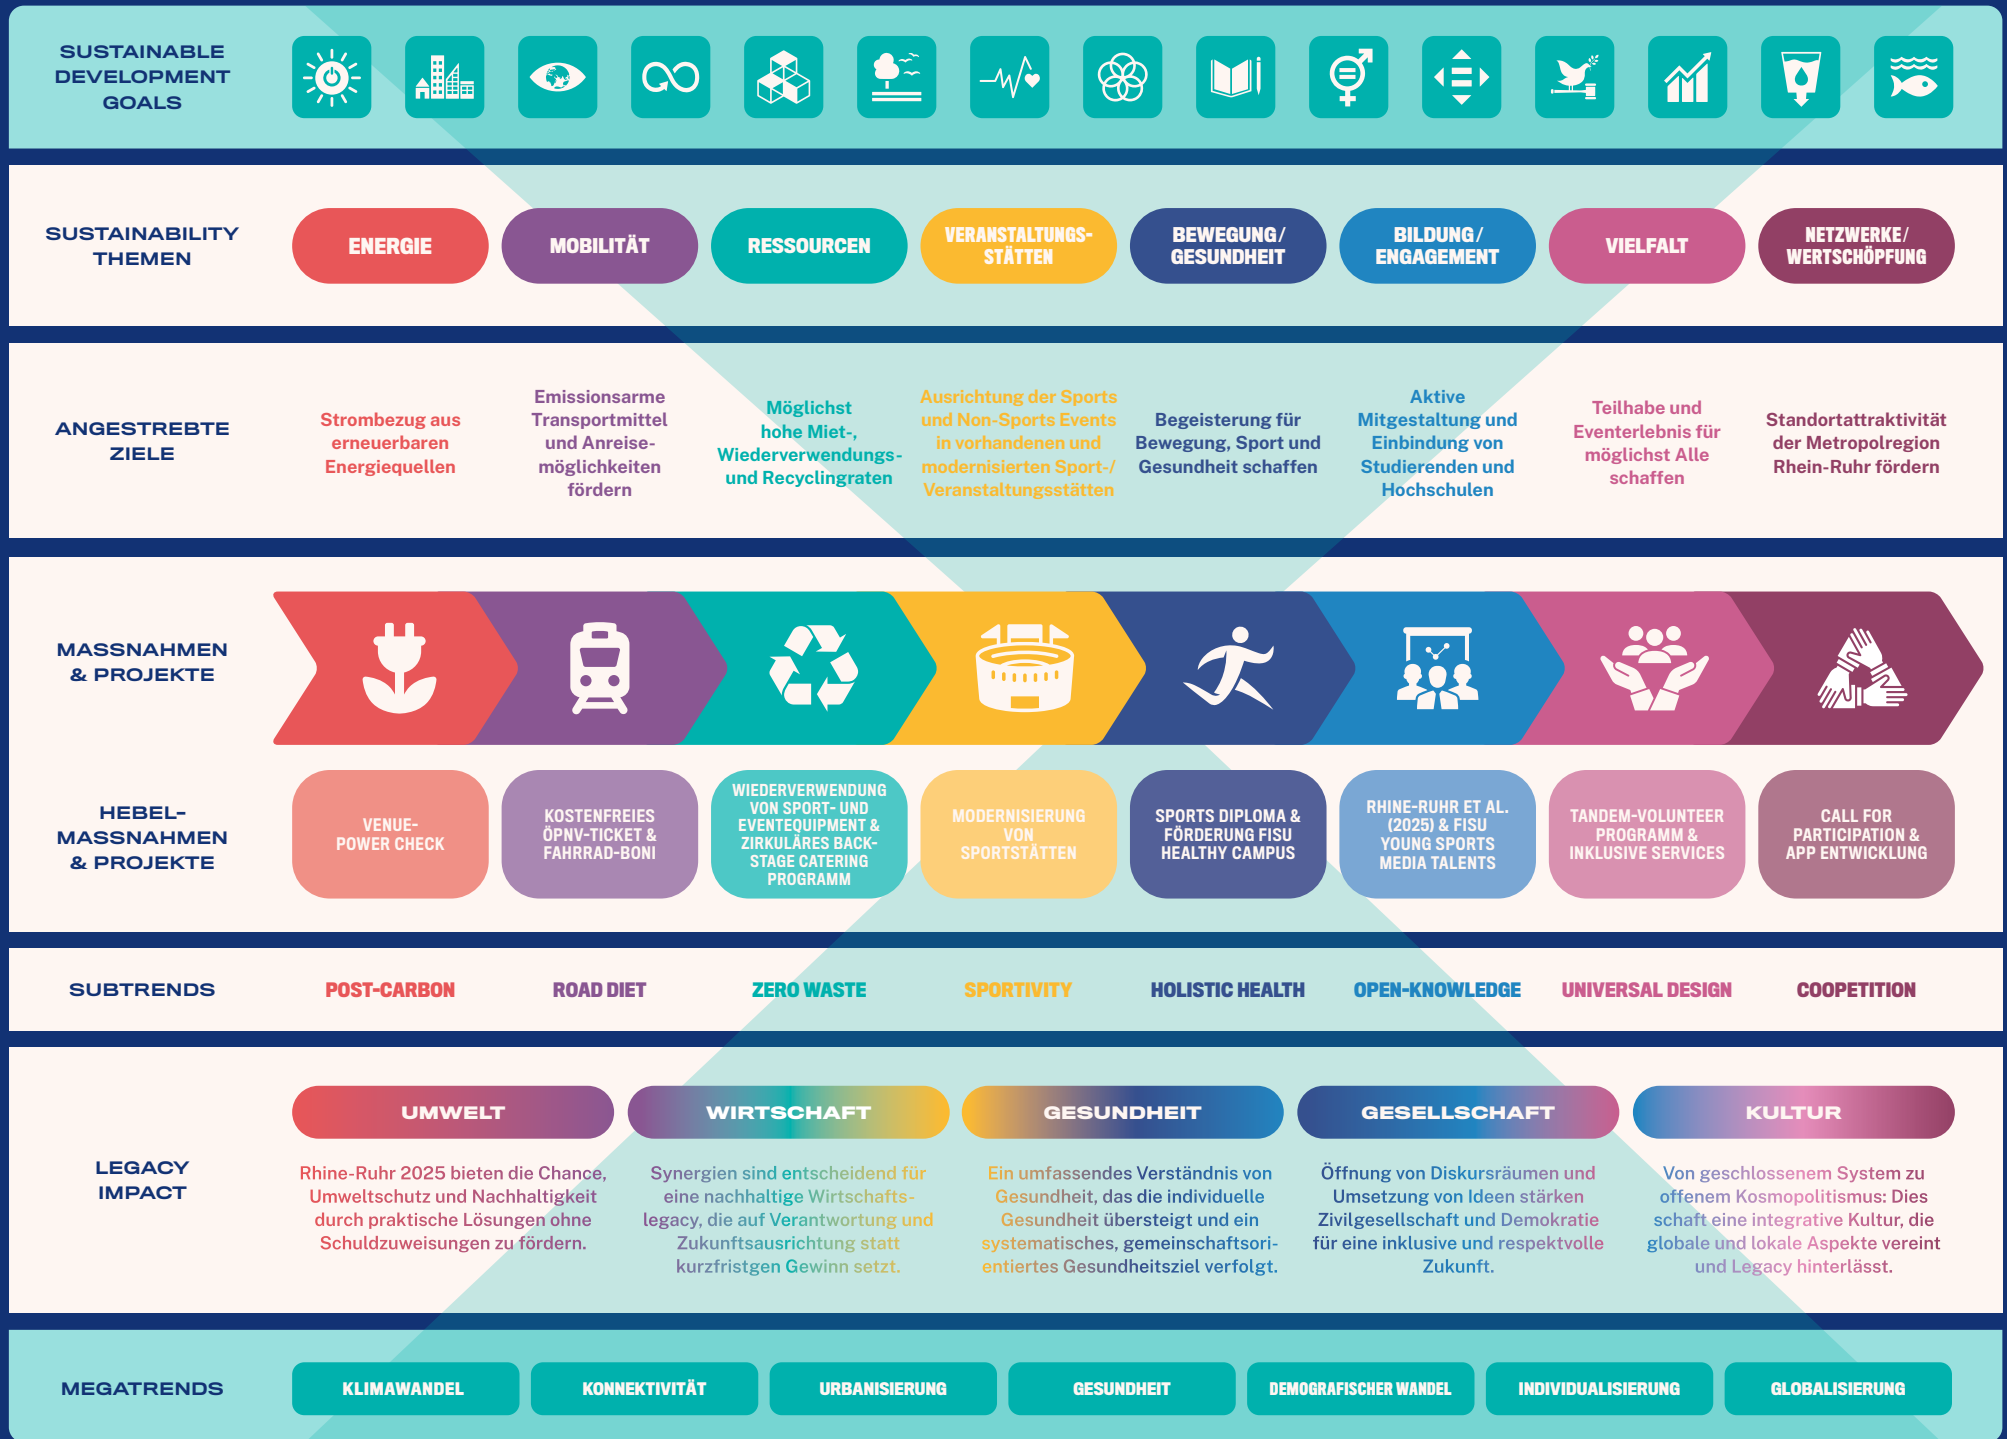 SUSTAINABLE
DEVELOPMENT
GOALS
SUSTAINABILITY
THEMEN
ENERGIE
MOBILITÄT
RESSOURCEN
VERANSTALTUNGS-
STÄTTEN
BEWEGUNG/
GESUNDHEIT
BILDUNG/
ENGAGEMENT
VIELFALT
NETZWERKE/
WERTSCHÖPFUNG
ANGESTREBTE
ZIELE
Strombezug aus
erneuerbaren
Energiequellen
Emissionsarme
Transportmittel
und Anreise-
möglichkeiten
fördern
Möglichst
hohe Miet-,
Wiederverwendungs-
und Recyclingraten
Ausrichtung der Sports
und Non-Sports Events
in vorhandenen und
modernisierten Sport-/
Veranstaltungsstätten
Begeisterung für
Bewegung, Sport und
Gesundheit schaffen
Aktive
Mitgestaltung und
Einbindung von
Studierenden und
Hochschulen
Teilhabe und
Eventerlebnis für
möglichst Alle
schaffen
Standortattraktivität
der Metropolregion
Rhein-Ruhr fördern
MASSNAHMEN
& PROJEKTE
HEBEL-
MASSNAHMEN
& PROJEKTE
VENUE-
POWER CHECK
KOSTENFREIES
ÖPNV-TICKET &
FAHRRAD-BONI
WIEDERVERWENDUNG
VON SPORT- UND
EVENTEQUIPMENT &
ZIRKULÄRES BACK-
STAGE CATERING
PROGRAMM
MODERNISIERUNG
VON
SPORTSTÄTTEN
SPORTS DIPLOMA &
FÖRDERUNG FISU
HEALTHY CAMPUS
RHINE-RUHR ET AL.
(2025) & FISU
YOUNG SPORTS
MEDIA TALENTS
TANDEM-VOLUNTEER
PROGRAMM &
INKLUSIVE SERVICES
CALL FOR
PARTICIPATION &
APP ENTWICKLUNG
SUBTRENDS
POST-CARBON
ROAD DIET
ZERO WASTE
SPORTIVITY
HOLISTIC HEALTH
OPEN-KNOWLEDGE
UNIVERSAL DESIGN
COOPETITION
LEGACY
IMPACT
UMWELT
Rhine-Ruhr 2025 bieten die Chance,
Umweltschutz und Nachhaltigkeit
durch praktische Lösungen ohne
Schuldzuweisungen zu fördern.
WIRTSCHAFT
Synergien sind entscheidend für
eine nachhaltige Wirtschafts-
legacy, die auf Verantwortung und
Zukunftsausrichtung statt
kurzfristgen Gewinn setzt.
GESUNDHEIT
Ein umfassendes Verständnis von
Gesundheit, das die individuelle
Gesundheit übersteigt und ein
systematisches, gemeinschaftsori-
entiertes Gesundheitsziel verfolgt.
GESELLSCHAFT
Öffnung von Diskursräumen und
Umsetzung von Ideen stärken
Zivilgesellschaft und Demokratie
für eine inklusive und respektvolle
Zukunft.
KULTUR
Von geschlossenem System zu
offenem Kosmopolitismus: Dies
schaft eine integrative Kultur, die
globale und lokale Aspekte vereint
und Legacy hinterlässt.
MEGATRENDS
KLIMAWANDEL
KONNEKTIVITÄT
URBANISIERUNG
GESUNDHEIT
DEMOGRAFISCHER WANDEL
INDIVIDUALISIERUNG
GLOBALISIERUNG